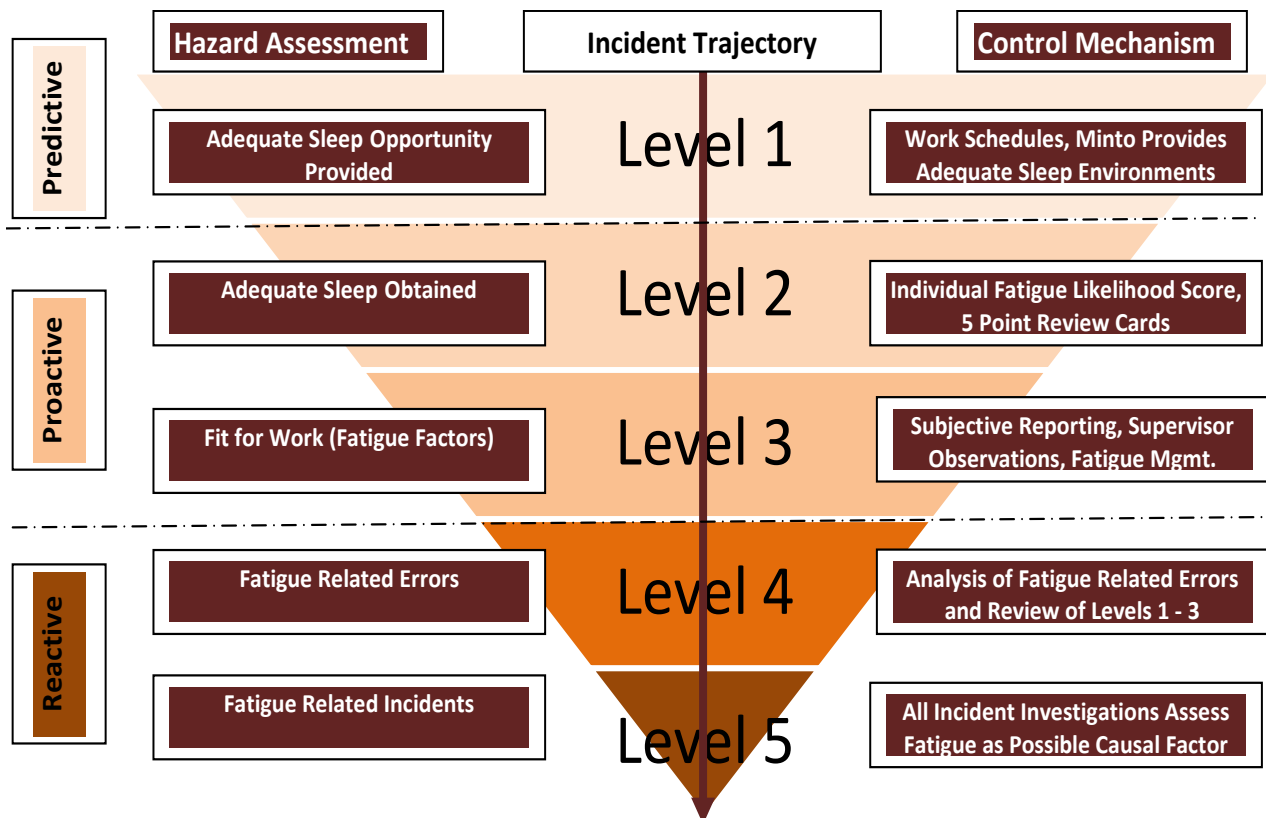 Hazard Assessment
Incident Trajectory
Control Mechanism
Predictive
Adequate Sleep Opportunity
Provided
Level 1
Work Schedules, Minto Provides
Adequate Sleep Environments
Proactive
Adequate Sleep Obtained
Level 2
Individual Fatigue Likelihood Score,
5 Point Review Cards
Fit for Work (Fatigue Factors)
Level 3
Subjective Reporting, Supervisor
Observations, Fatigue Mgmt.
Reactive
Fatigue Related Errors
Level 4
Analysis of Fatigue Related Errors
and Review of Levels 1 - 3
Fatigue Related Incidents
Level 5
All Incident Investigations Assess
Fatigue as Possible Causal Factor